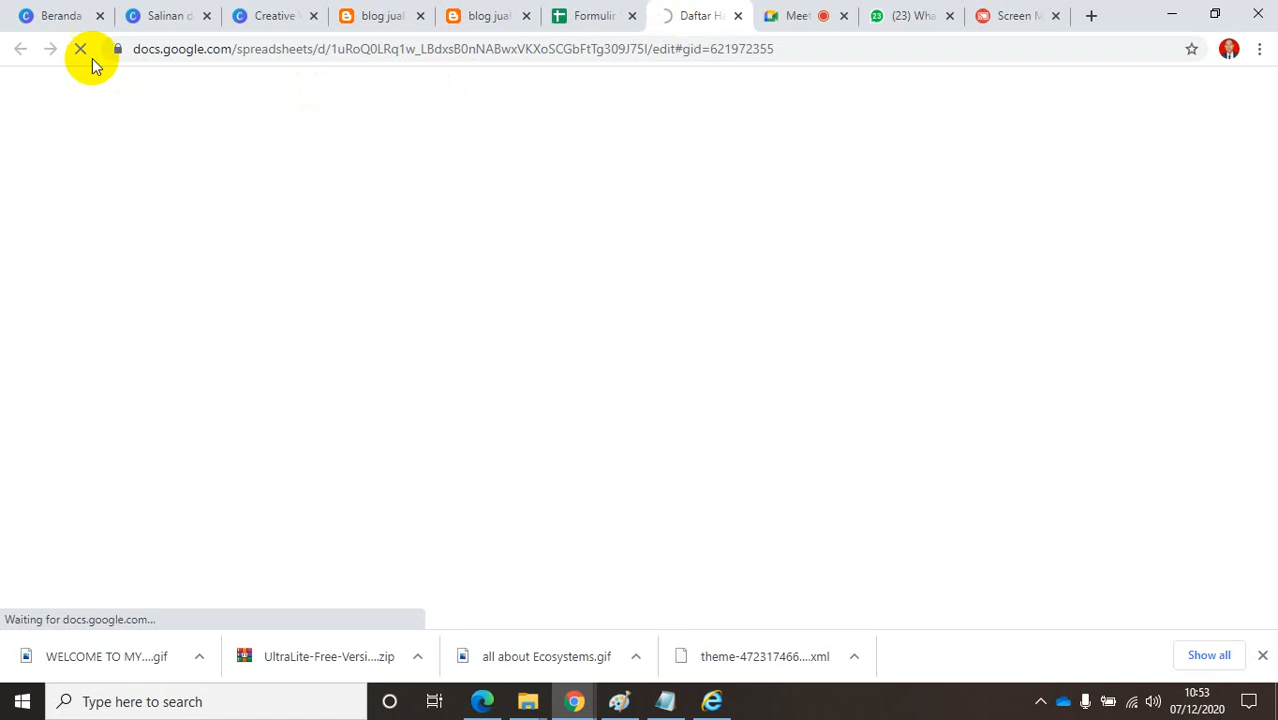 Beranda
Salinan d
Creative V
blog jual
blog jual
Formulir
Daftar Ha
Meet
(23) Wha
Screen M
docs.google.com/spreadsheets/d/1uRoQ0LRq1w_LBdxsB0nNABwxVKXoSCGbFtTg309J75I/edit#gid=621972355
Waiting for docs.google.com...
WELCOME TO MY....gif
UltraLite-Free-Versi....zip
all about Ecosystems.gif
theme-472317466....xml
Show all
Type here to search
10:53
07/12/2020